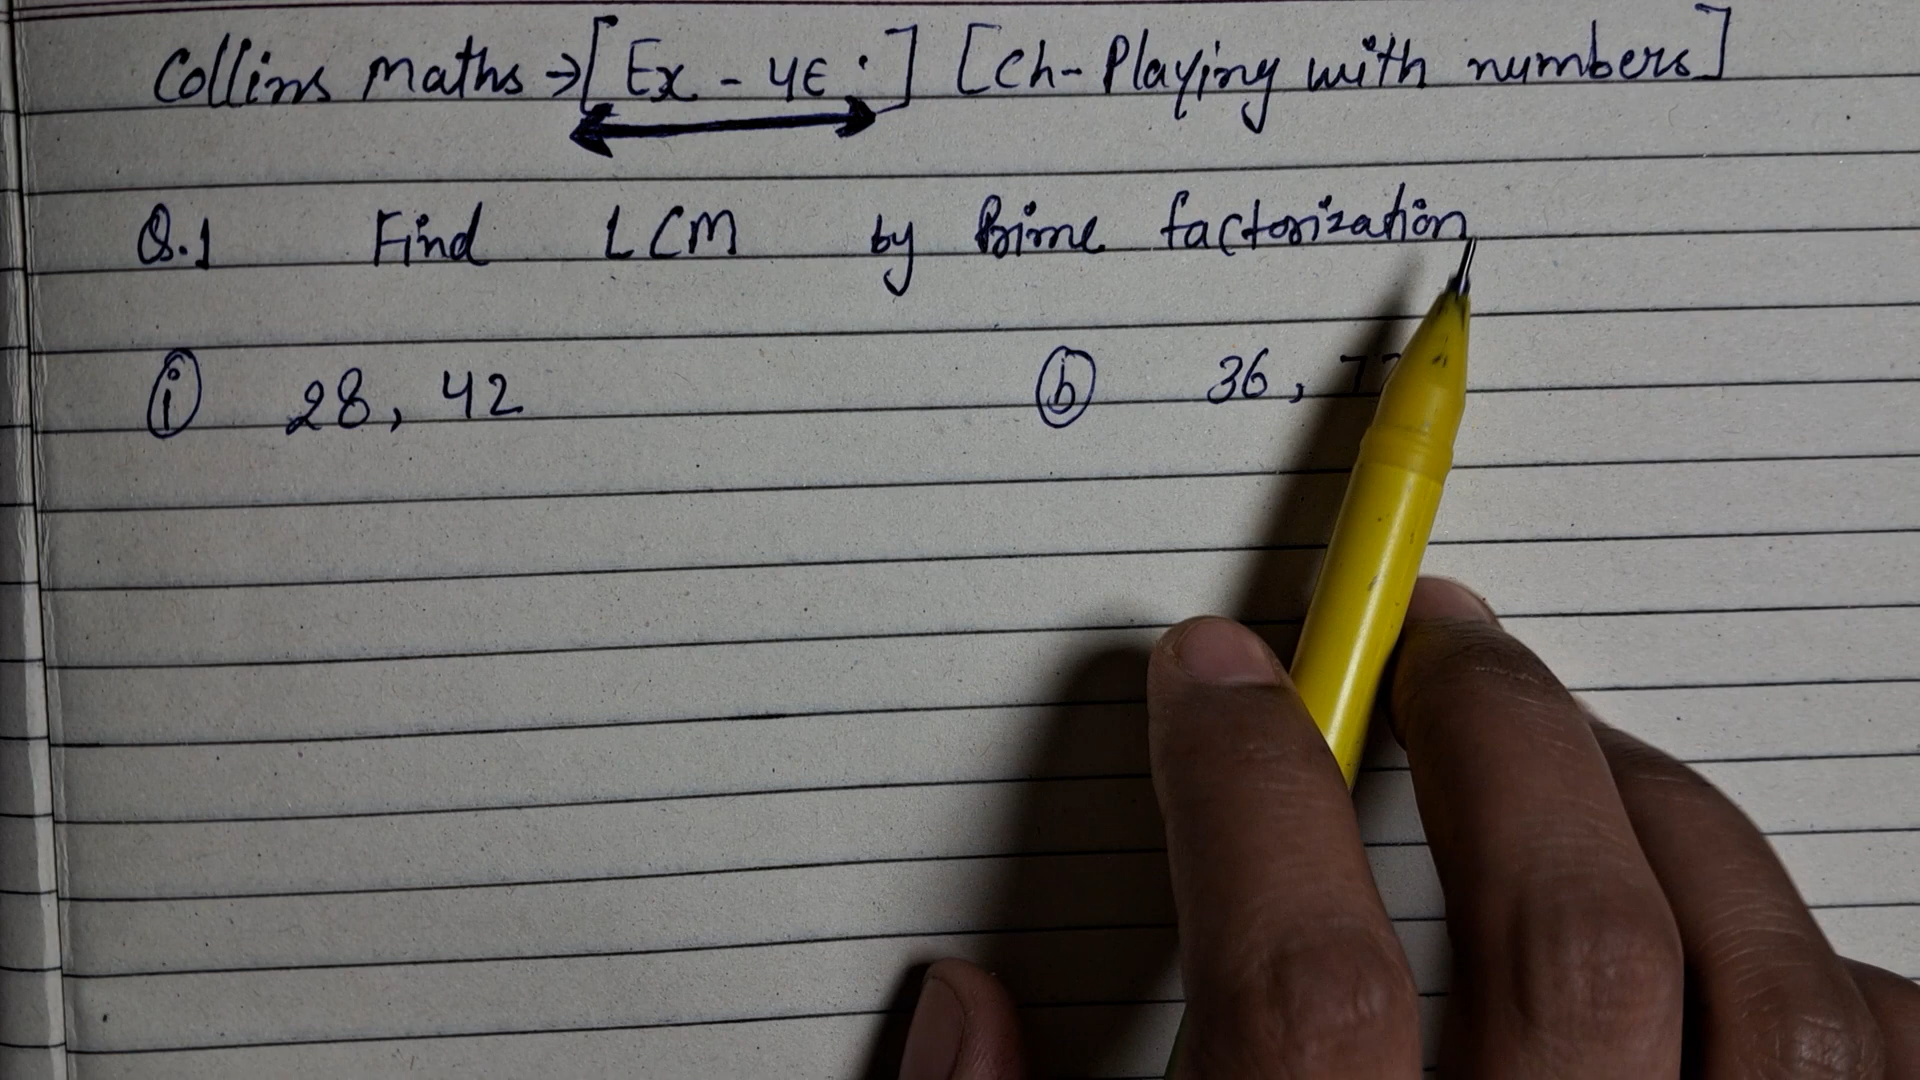 Collins Maths → [Ex - 4E.] [Ch- Playing with numbers]
Q.1 Find LCM by Prime factorization
(i) 28, 42 (b) 36,